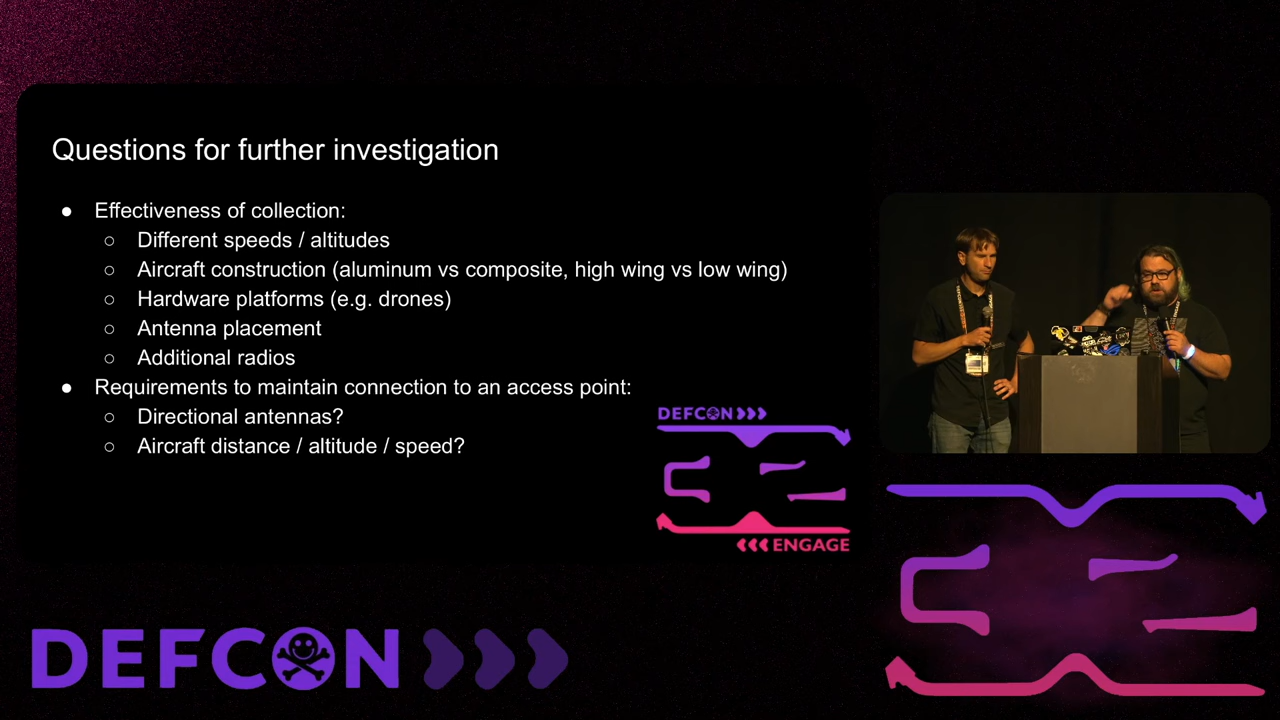 Questions for further investigation
● Effectiveness of collection:
○ Different speeds / altitudes
○ Aircraft construction (aluminum vs composite, high wing vs low wing)
○ Hardware platforms (e.g. drones)
○ Antenna placement
○ Additional radios
● Requirements to maintain connection to an access point:
○ Directional antennas?
○ Aircraft distance / altitude / speed?
DEFCON
ENGAGE
DEFCON